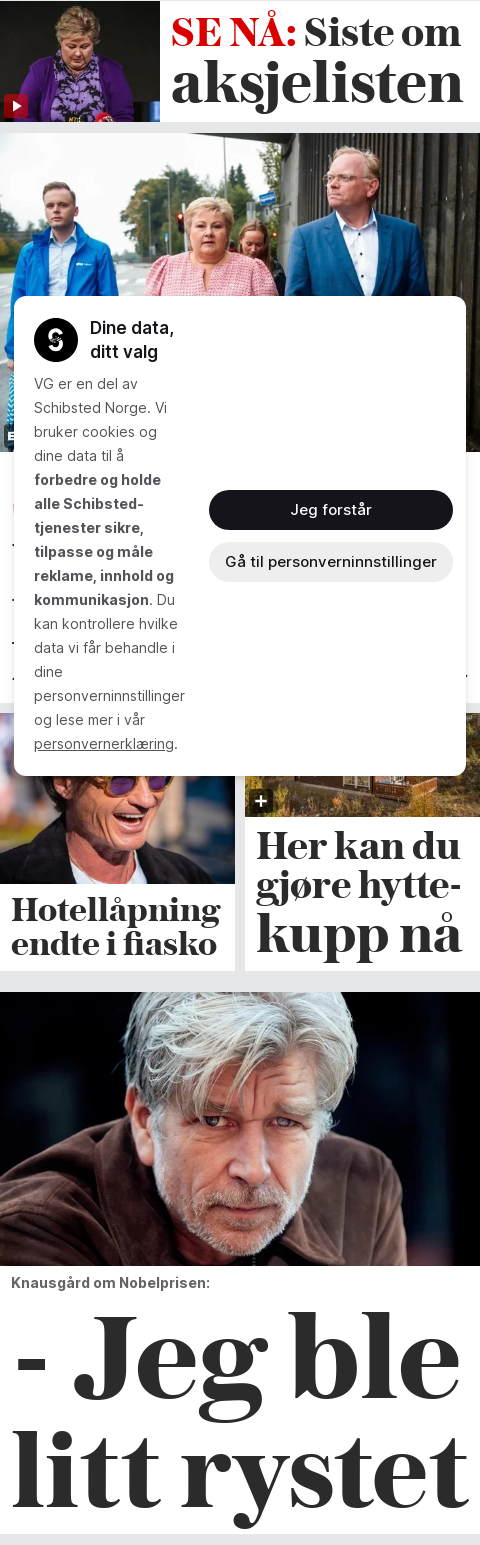 SE NÅ: Siste om
aksjelisten
Dine data,
ditt valg
VG er en del av
Schibsted Norge. Vi
bruker cookies og
dine data til å
forbedre og holde
alle Schibsted-
tjenester sikre,
tilpasse og måle
reklame, innhold og
kommunikasjon. Du
kan kontrollere hvilke
data vi får behandle i
dine
personverninnstillinger
og lese mer i vår
personvernerklæring.
Jeg forstår
Gå til personverninnstillinger
Hotellåpning
endte i fiasko
Her kan du
gjøre hytte-
kupp nå
Knausgård om Nobelprisen:
- Jeg ble
litt rystet